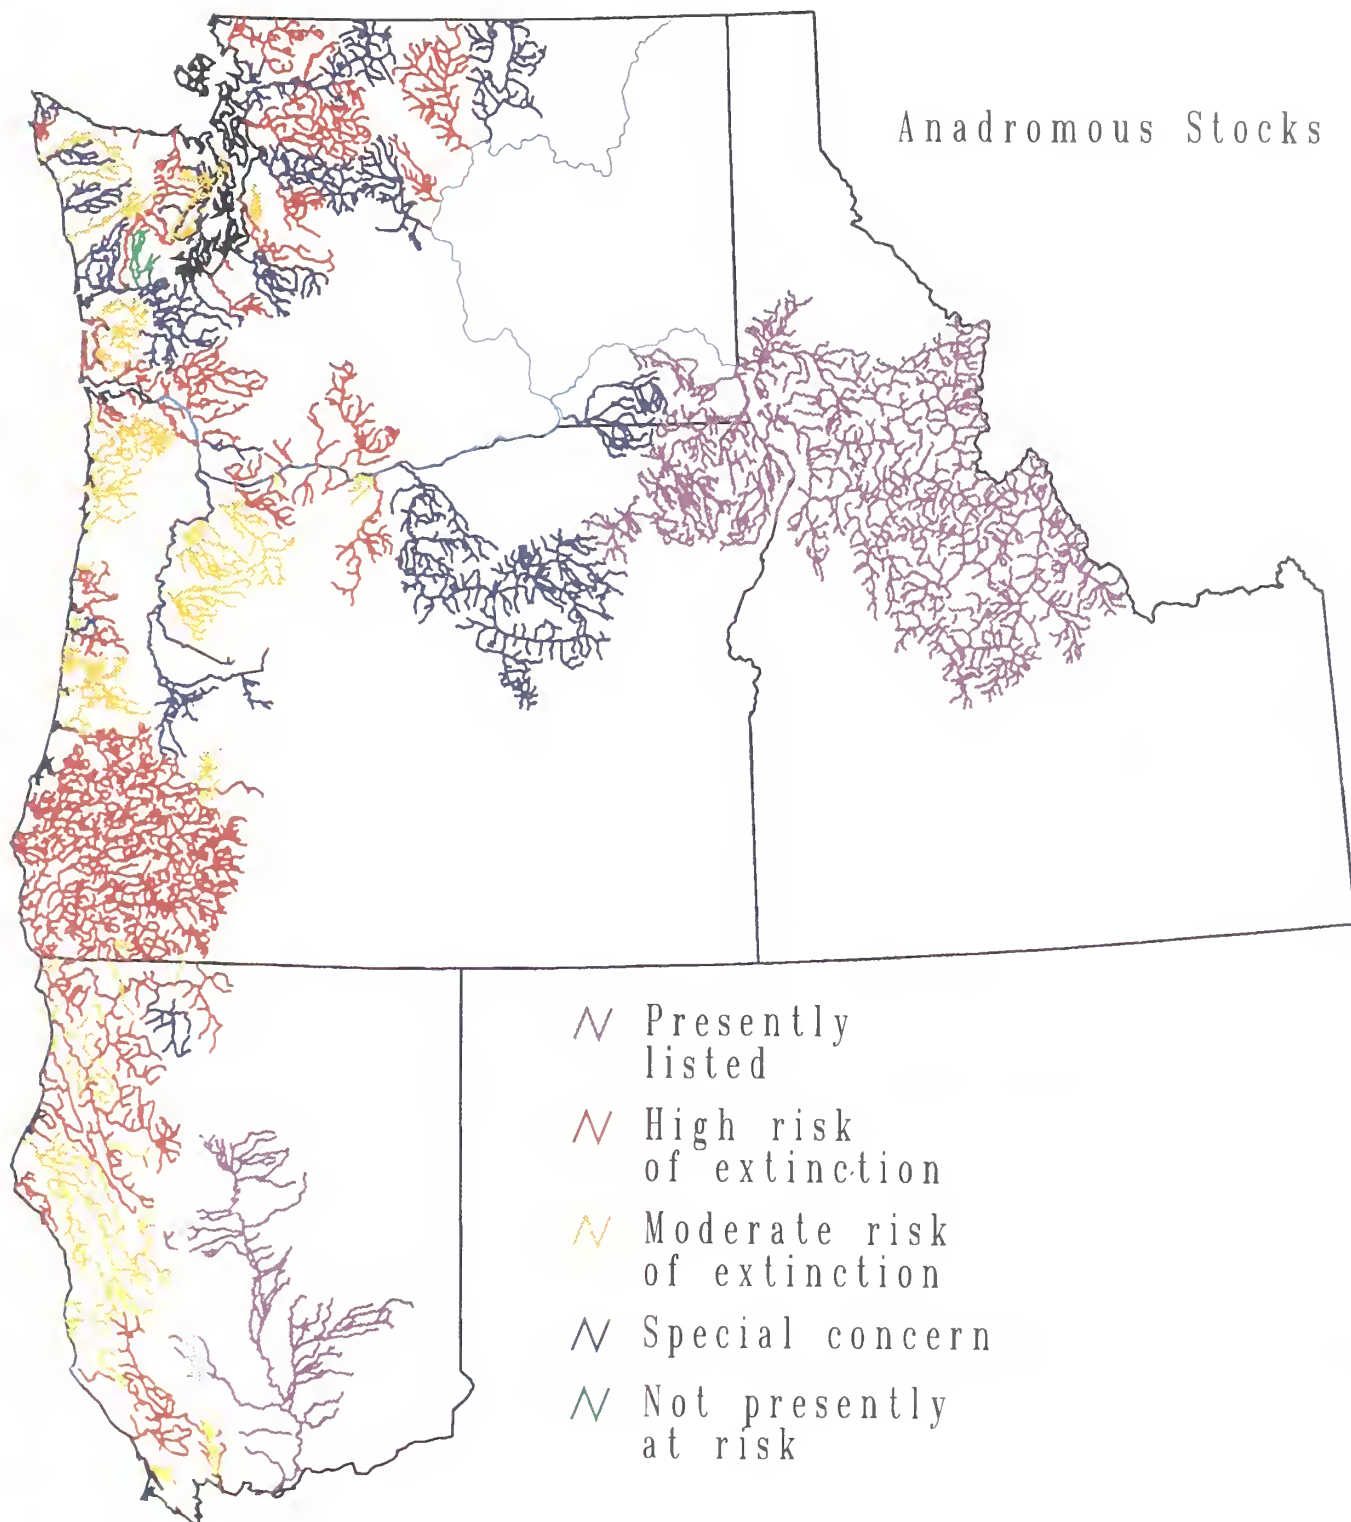 Anadromous Stocks
Presently
listed
High risk
of extinction
Moderate risk
of extinction
Special concern
Not presently
at risk